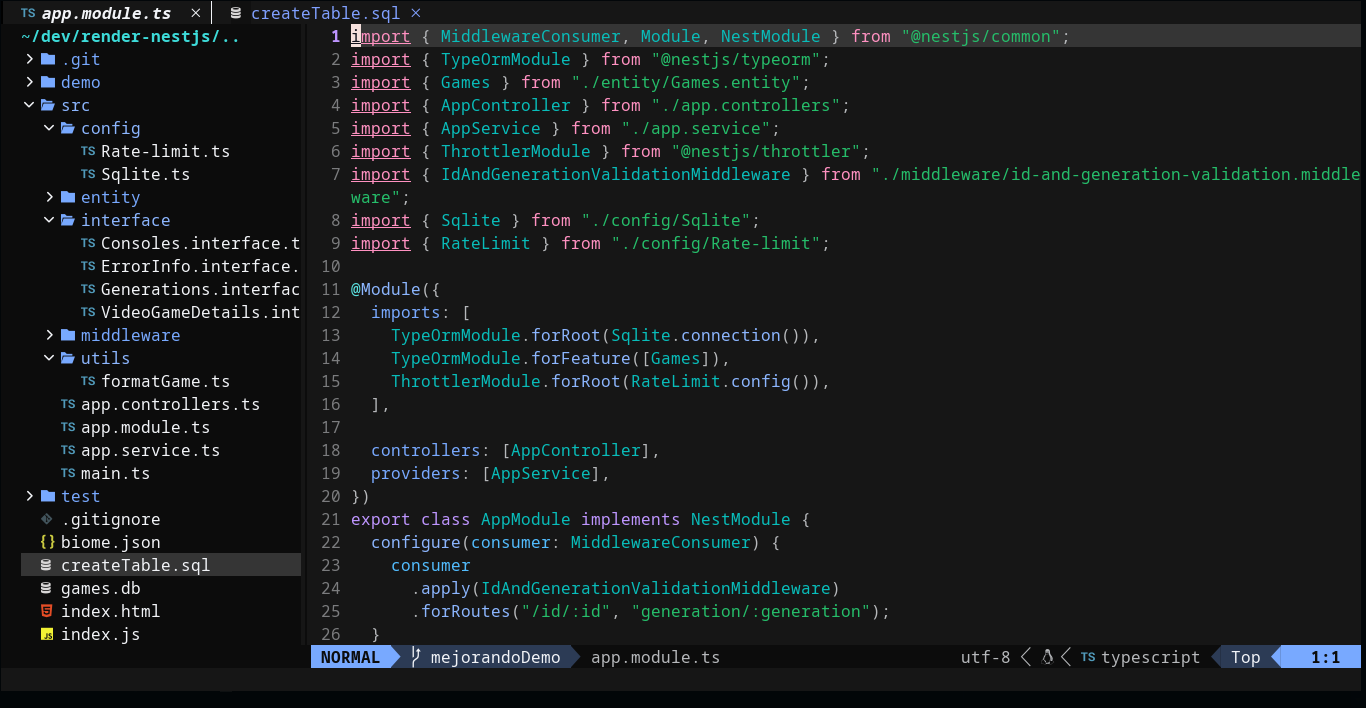 TS app.module.ts × createTable.sql ×
~/dev/render-nestjs/..
.git
demo
src
config
TS Rate-limit.ts
TS Sqlite.ts
entity
interface
TS Consoles.interface.t
TS ErrorInfo.interface.
TS Generations.interfac
TS VideoGameDetails.int
middleware
utils
TS formatGame.ts
TS app.controllers.ts
TS app.module.ts
TS app.service.ts
TS main.ts
test
.gitignore
{} biome.json
createTable.sql
games.db
5 index.html
JS index.js
1 import { MiddlewareConsumer, Module, NestModule } from "@nestjs/common";
2 import { TypeOrmModule } from "@nestjs/typeorm";
3 import { Games } from "./entity/Games.entity";
4 import { AppController } from "./app.controllers";
5 import { AppService } from "./app.service";
6 import { ThrottlerModule } from "@nestjs/throttler";
7 import { IdAndGenerationValidationMiddleware } from "./middleware/id-and-generation-validation.middle
ware";
8 import { Sqlite } from "./config/Sqlite";
9 import { RateLimit } from "./config/Rate-limit";
10
11 @Module({
12   imports: [
13     TypeOrmModule.forRoot(Sqlite.connection()),
14     TypeOrmModule.forFeature([Games]),
15     ThrottlerModule.forRoot(RateLimit.config()),
16   ],
17
18   controllers: [AppController],
19   providers: [AppService],
20 })
21 export class AppModule implements NestModule {
22   configure(consumer: MiddlewareConsumer) {
23     consumer
24       .apply(IdAndGenerationValidationMiddleware)
25       .forRoutes("/id/:id", "generation/:generation");
26   }
NORMAL mejorandoDemo app.module.ts utf-8 TS typescript Top 1:1